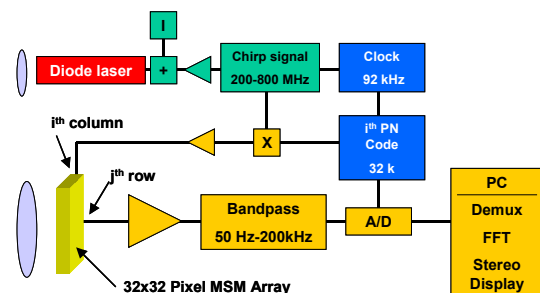 I
Diode laser
+
Chirp signal
200-800 MHz
Clock
92 kHz
ith column
X
ith PN
Code
32 k
jth row
Bandpass
50 Hz-200kHz
A/D
PC
Demux
FFT
Stereo
Display
32x32 Pixel MSM Array